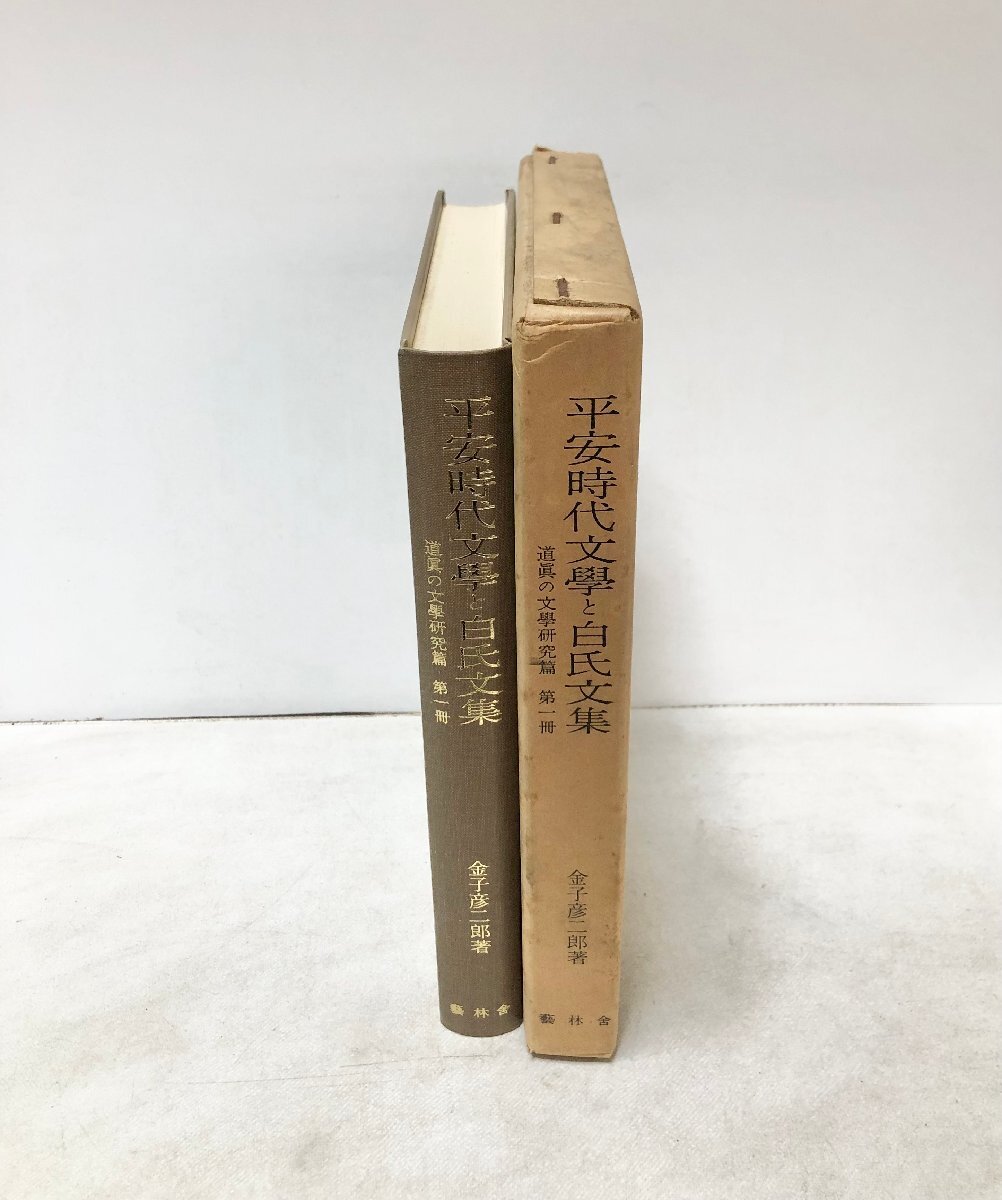 平安時代文學と白氏文集
道眞の文學研究篇 第一冊
金子彦二郎著
藝林舍
平安時代文學と白氏文集
道眞の文學研究篇 第一冊
金子彦二郎著
藝林舍